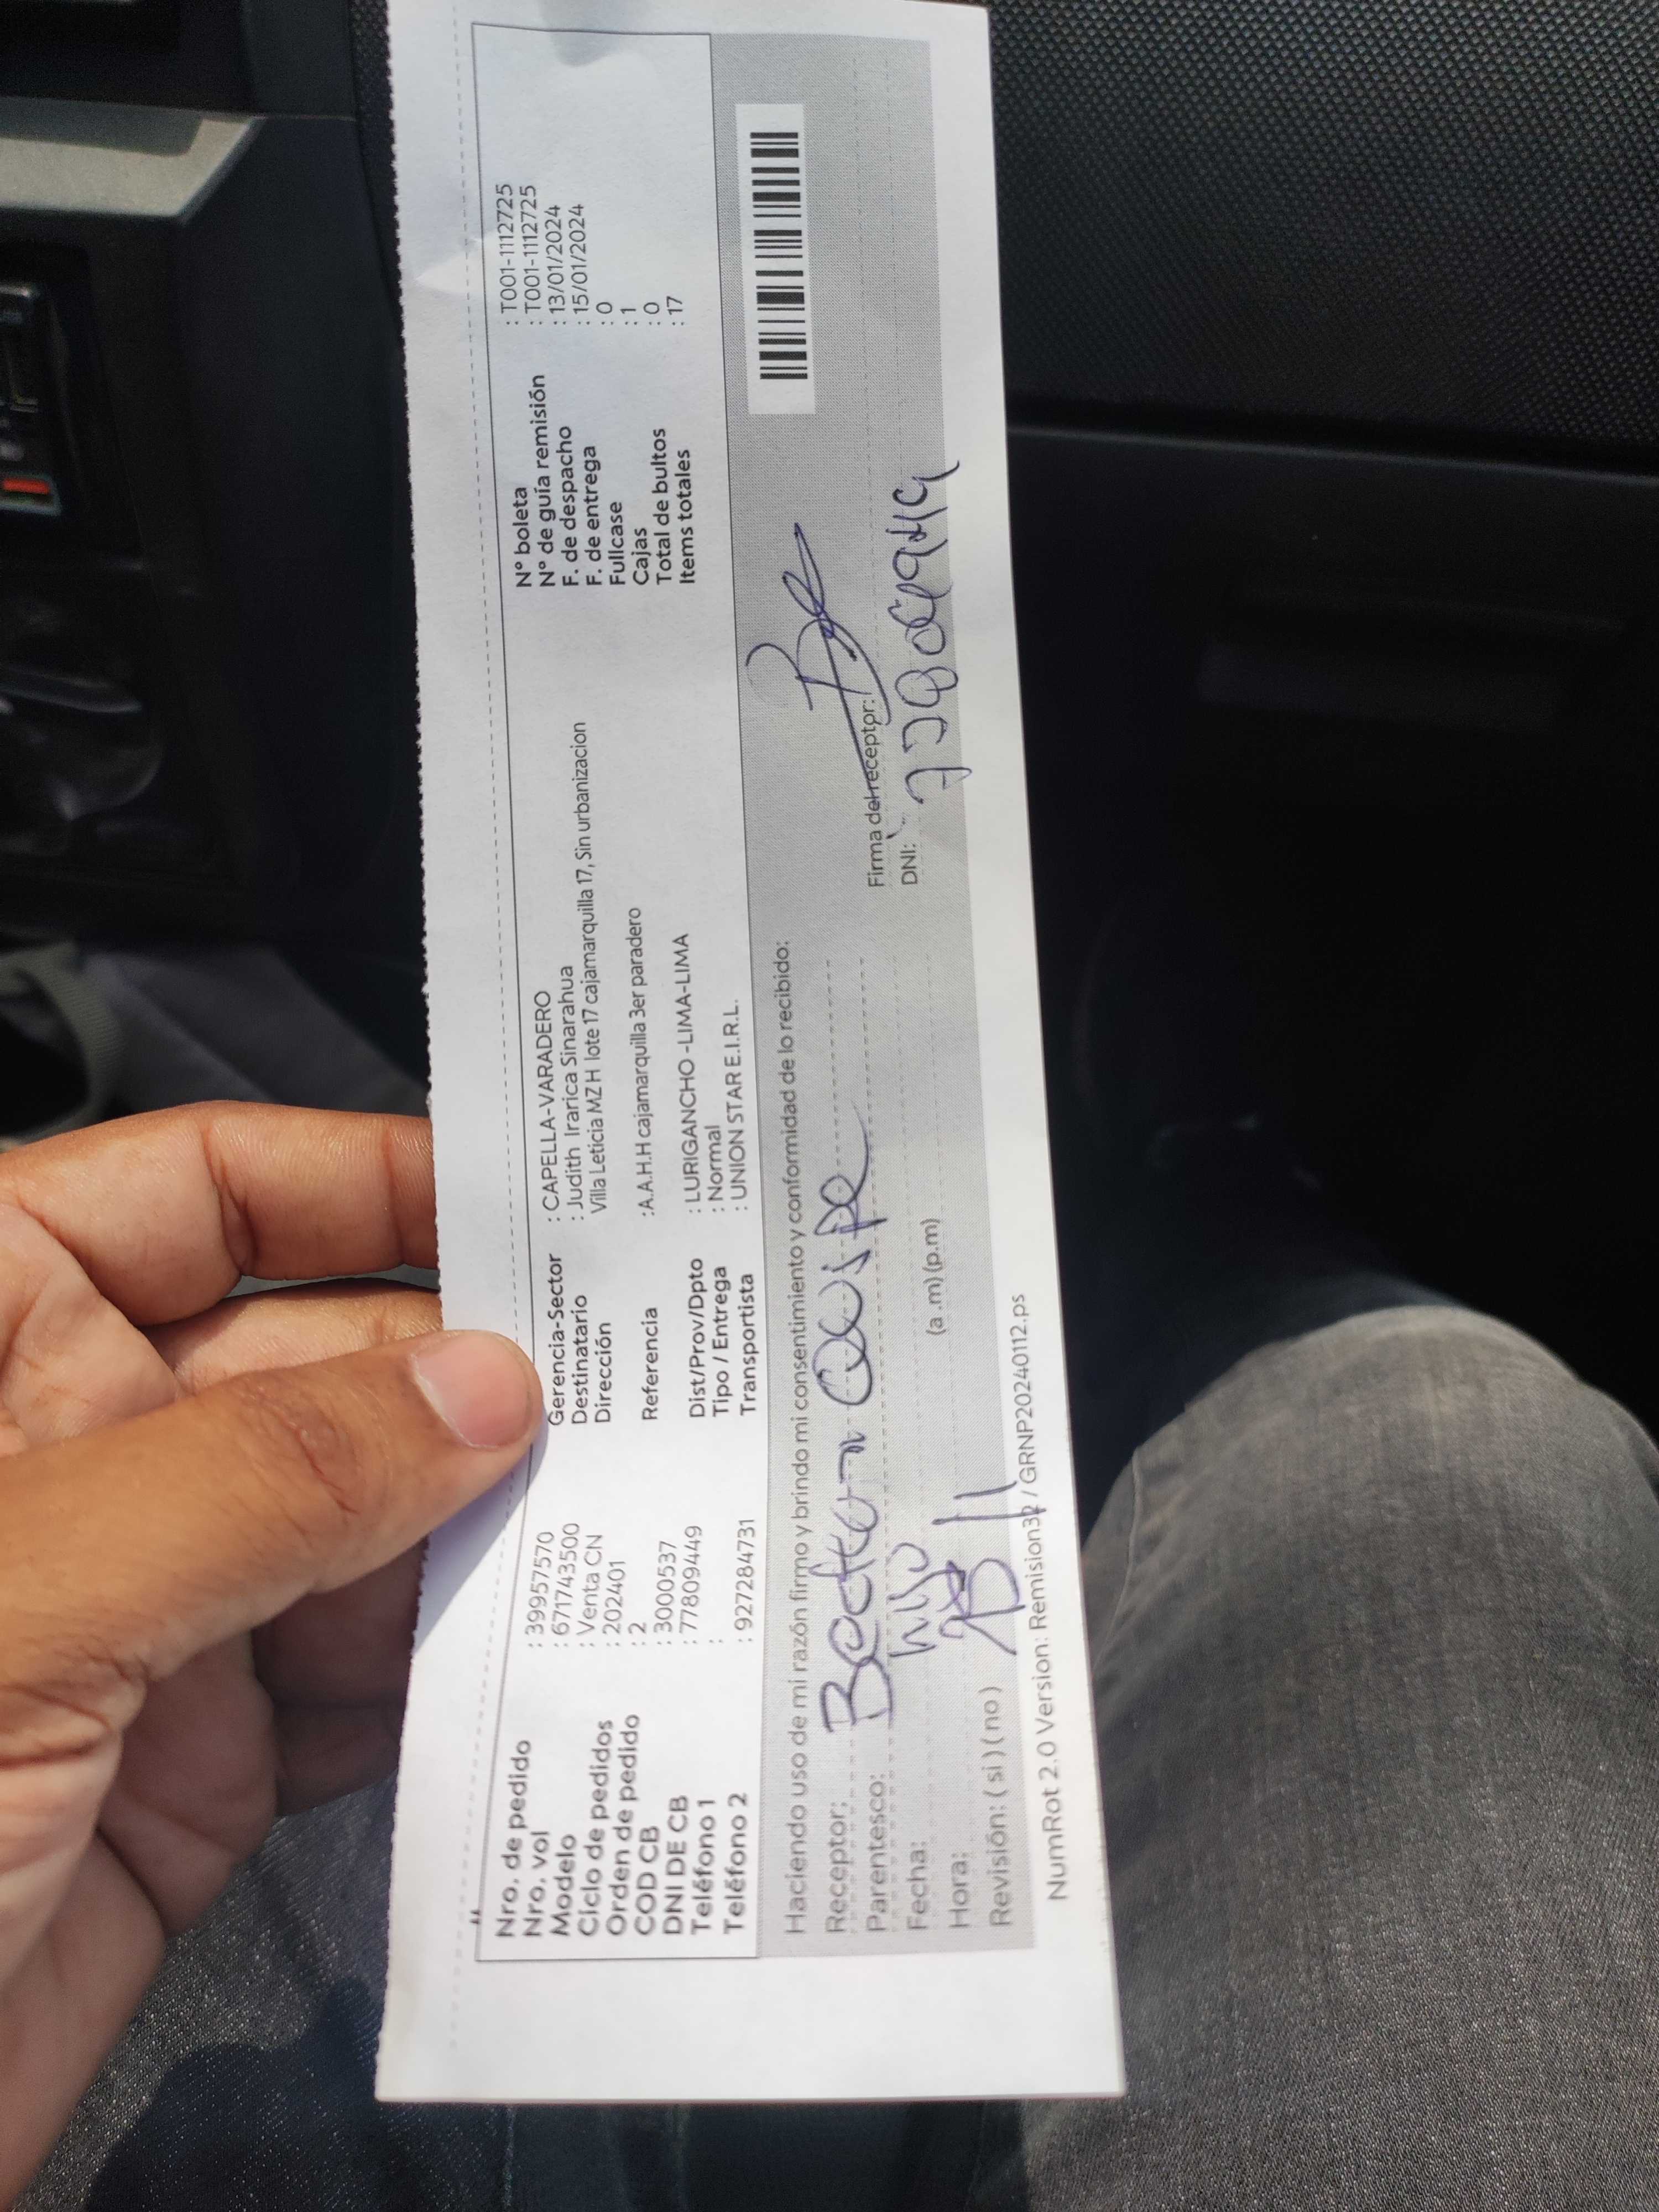 Nro. de pedido : 39957570
Nro. vol : 671743500
Modelo : Venta CN
Ciclo de pedidos : 202401
Orden de pedido : 2
COD CB : 3000537
DNI DE CB : 77809449
Teléfono 1 :
Teléfono 2 : 927284731
Gerencia-Sector : CAPELLA-VARADERO
Destinatario : Judith Irarica Sinarahua
Dirección Villa Leticia MZ H lote 17 cajamarquilla 17, Sin urbanizacion
Referencia :A.A.H.H cajamarquilla 3er paradero
Dist/Prov/Dpto : LURIGANCHO -LIMA-LIMA
Tipo / Entrega : Normal
Transportista : UNION STAR E.I.R.L.
N° boleta : T001-1112725
N° de guía remisión : T001-1112725
F. de despacho : 13/01/2024
F. de entrega : 15/01/2024
Fullcase : 0
Cajas : 1
Total de bultos : 0
Items totales : 17
Haciendo uso de mi razón firmo y brindo mi consentimiento y conformidad de lo recibido:
Receptor: Quispe
Parentesco: hijo
Fecha:
Hora: (a .m) (p.m)
Revisión: ( si ) ( no )
Firma del receptor:
DNI:
NumRot 2.0 Version: Remision3 / GRNP20240112.ps